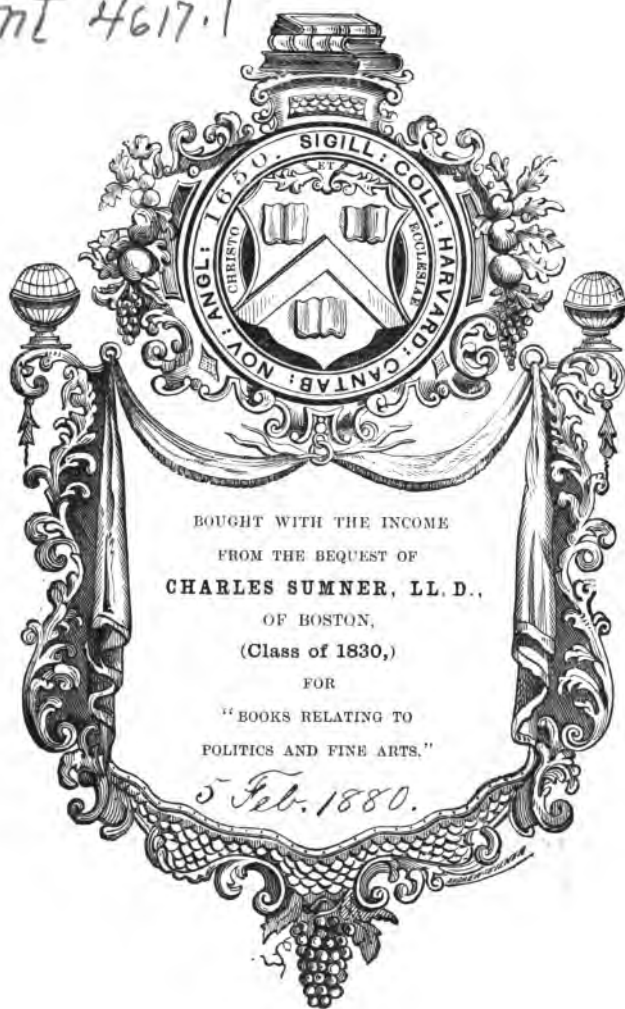 4617.1
SIGILL: COLL: HARVARD: CANTAB: NOV: ANGL: 1650.
ET
CHRISTO
ECCLESIAE
BOUGHT WITH THE INCOME
FROM THE BEQUEST OF
CHARLES SUMNER, LL.D.,
OF BOSTON,
(Class of 1830,)
FOR
"BOOKS RELATING TO
POLITICS AND FINE ARTS."
5 Feb. 1880.